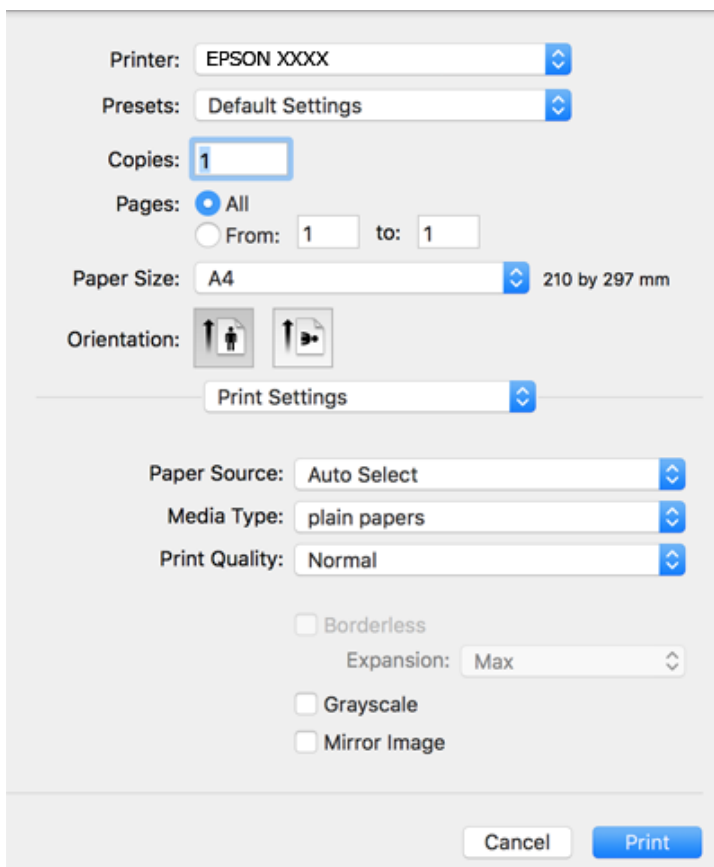 Printer: EPSON XXXX
Presets: Default Settings
Copies: 1
Pages: All
From: 1 to: 1
Paper Size: A4 210 by 297 mm
Orientation:
Print Settings
Paper Source: Auto Select
Media Type: plain papers
Print Quality: Normal
Borderless
Expansion: Max
Grayscale
Mirror Image
Cancel Print